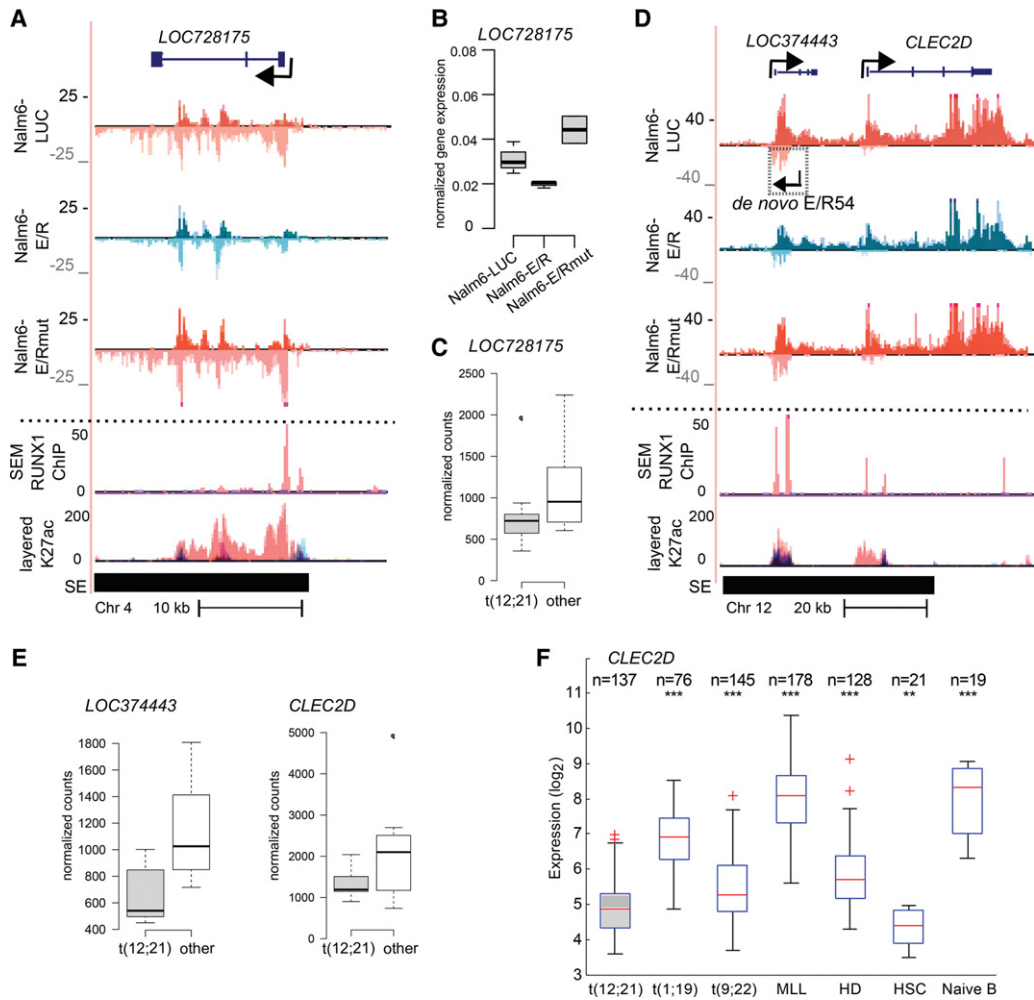 A
LOC728175
25 -
-25 _
Nalm6-
LUC
25 -
-25 _
Nalm6-
E/R
25 -
-25 _
Nalm6-
E/Rmut
50
0
SEM
RUNX1
ChIP
200
0
layered
K27ac
SE
Chr 4
10 kb
B
LOC728175
normalized gene expression
0.08
0.06
0.04
0.02
0
Nalm6-LUC
Nalm6-E/R
Nalm6-E/Rmut
C
LOC728175
normalized counts
2500
2000
1500
1000
500
0
t(12;21) other
D
LOC374443
CLEC2D
40 -
-40 _
Nalm6-
LUC
de novo E/R54
40 -
-40 _
Nalm6-
E/R
40 -
-40 _
Nalm6-
E/Rmut
50
0
SEM
RUNX1
ChIP
200
0
layered
K27ac
SE
Chr 12
20 kb
E
LOC374443
normalized counts
1800
1600
1400
1200
1000
800
600
400
t(12;21) other
CLEC2D
normalized counts
5000
4000
3000
2000
1000
0
t(12;21) other
F
CLEC2D
n=137 n=76 n=145 n=178 n=128 n=21 n=19
*** *** *** *** ** ***
Expression (log2)
11
10
9
8
7
6
5
4
3
t(12;21) t(1;19) t(9;22) MLL HD HSC Naive B